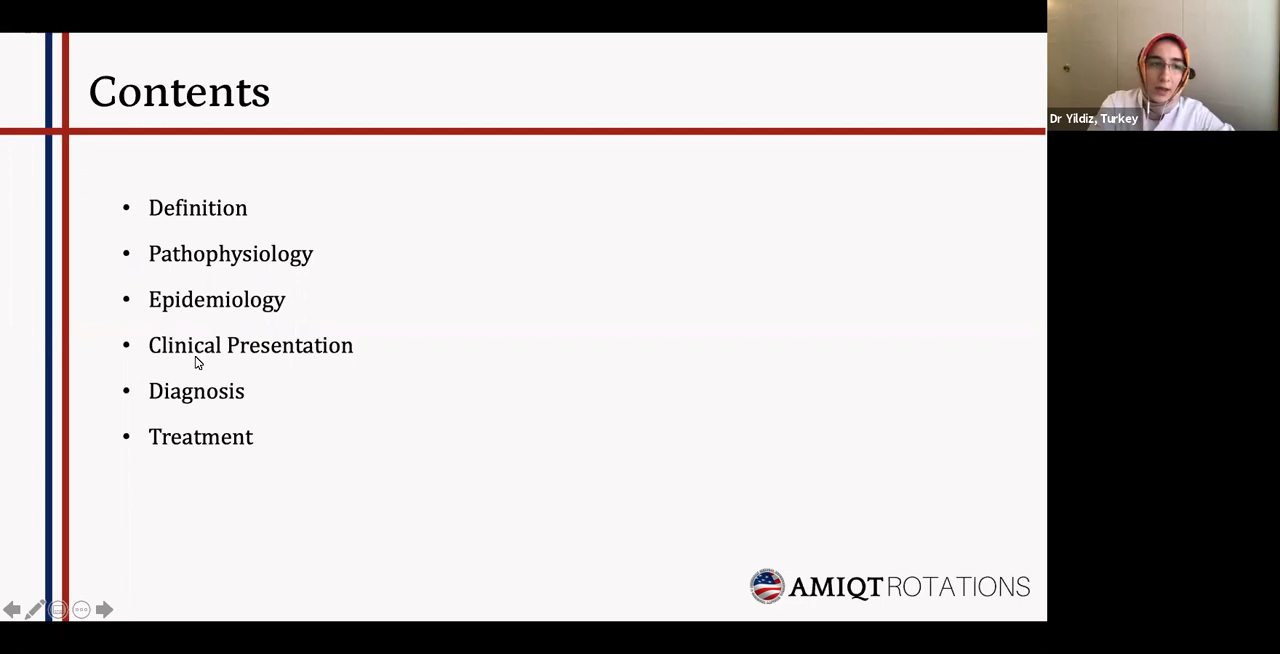 Contents
Dr Yildiz, Turkey
• Definition
• Pathophysiology
• Epidemiology
• Clinical Presentation
• Diagnosis
• Treatment
AMIQT ROTATIONS